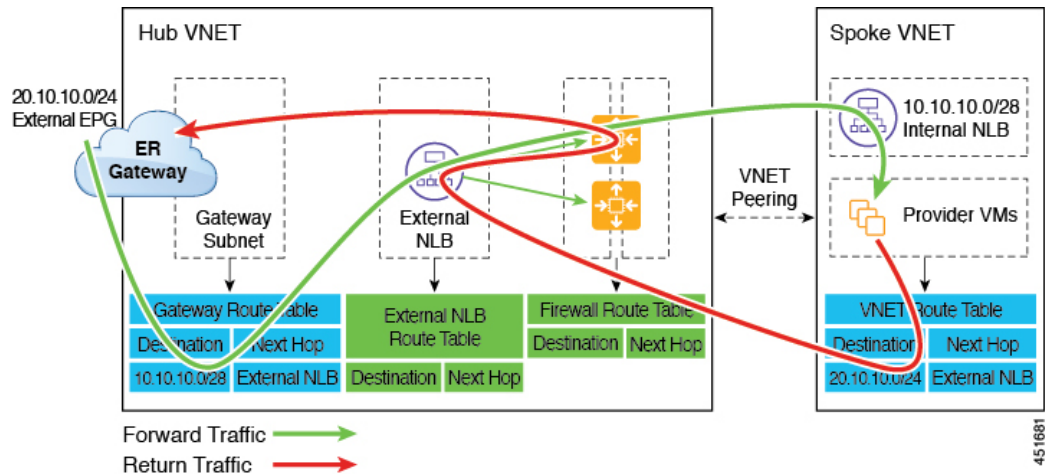 Hub VNET
Spoke VNET
20.10.10.0/24
External EPG
ER
Gateway
Gateway
Subnet
External
NLB
VNET
Peering
10.10.10.0/28
Internal NLB
Provider VMs
Gateway Route Table
Destination
Next Hop
10.10.10.0/28
External NLB
External NLB
Route Table
Destination
Next Hop
Firewall Route Table
Destination
Next Hop
VNET Route Table
Destination
Next Hop
20.10.10.0/24
External NLB
Forward Traffic
Return Traffic
451681